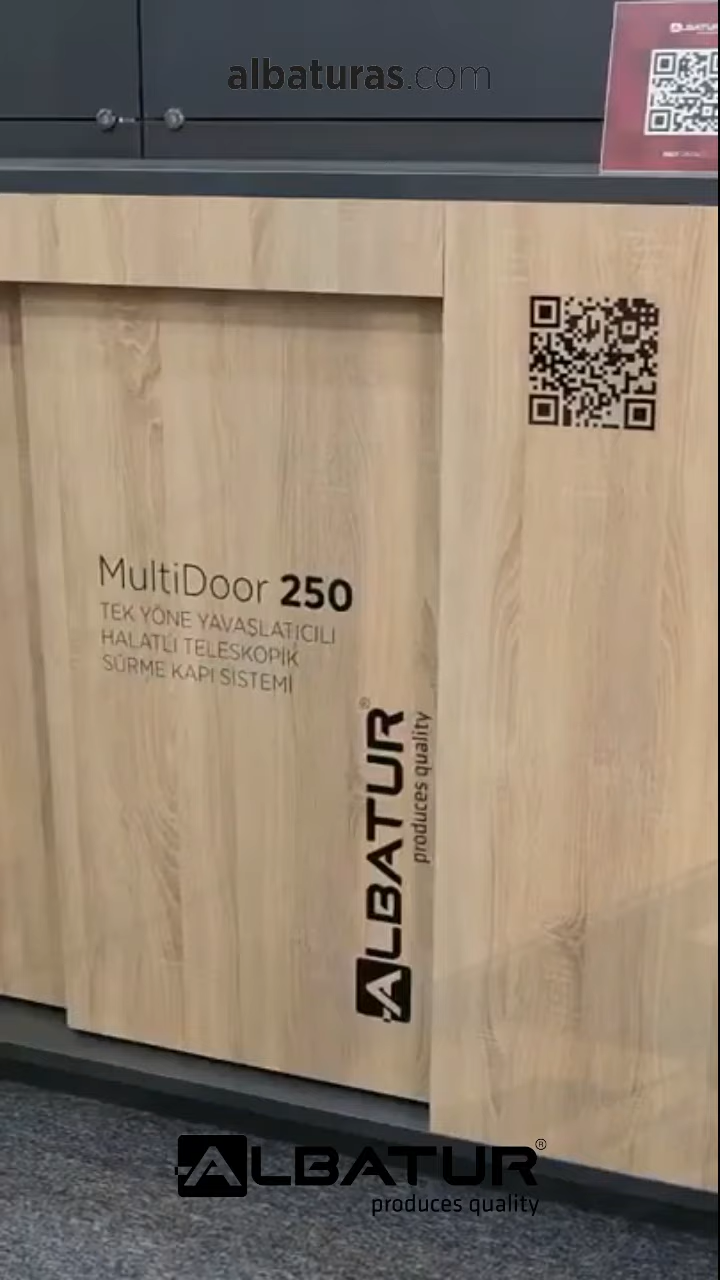 albaturas.com
MultiDoor 250
TEK YÖNE YAVAŞLATICILI
HALATLI TELESKOPİK
SÜRME KAPI SİSTEMİ
ALBATUR®
produces quality
ALBATUR®
produces quality